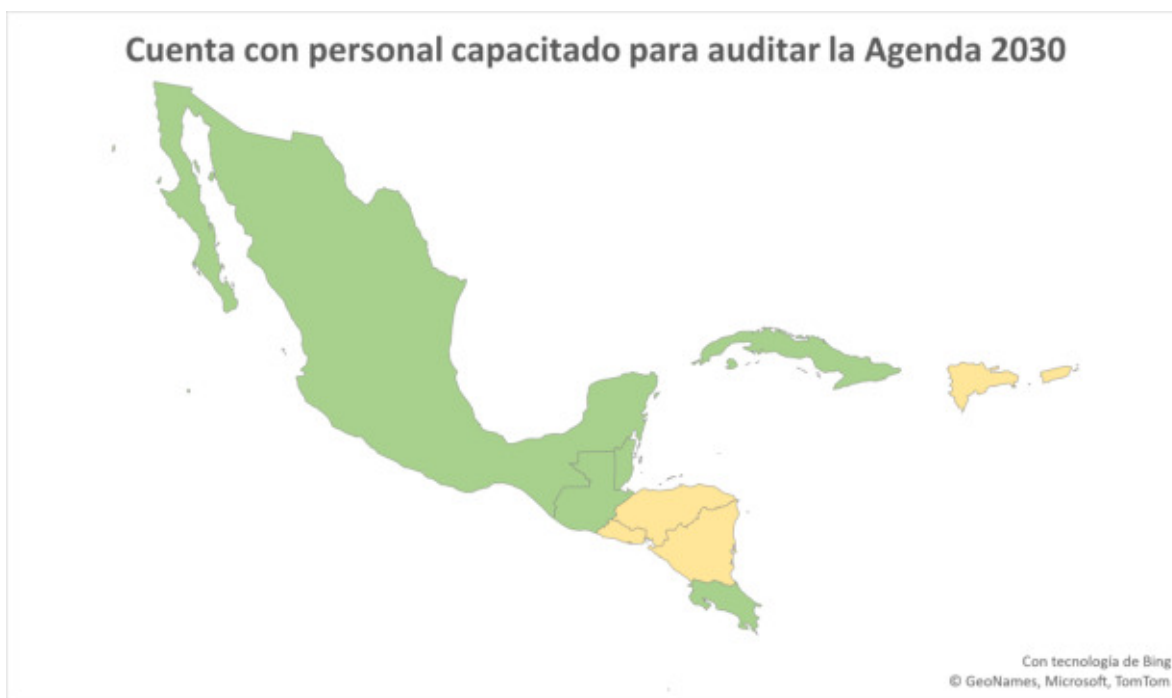 Cuenta con personal capacitado para auditar la Agenda 2030
Con tecnología de Bing
© GeoNames, Microsoft, TomTom